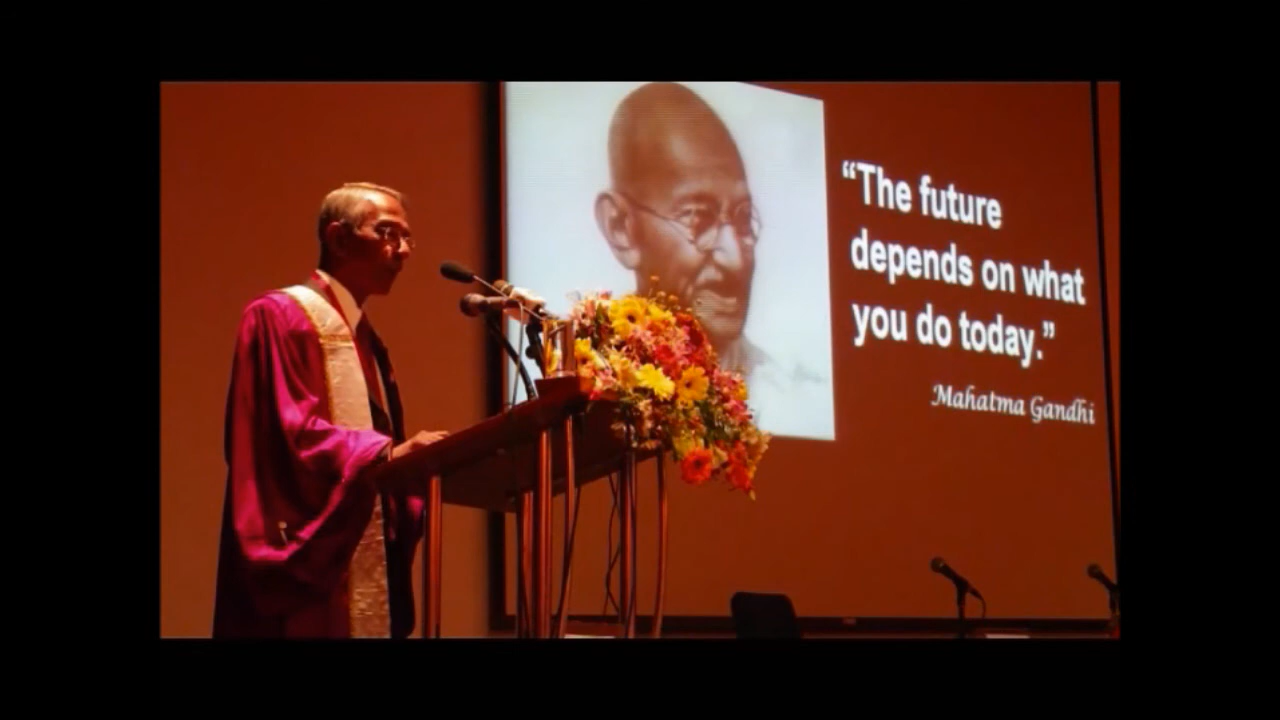 “The future
depends on what
you do today.”
Mahatma Gandhi